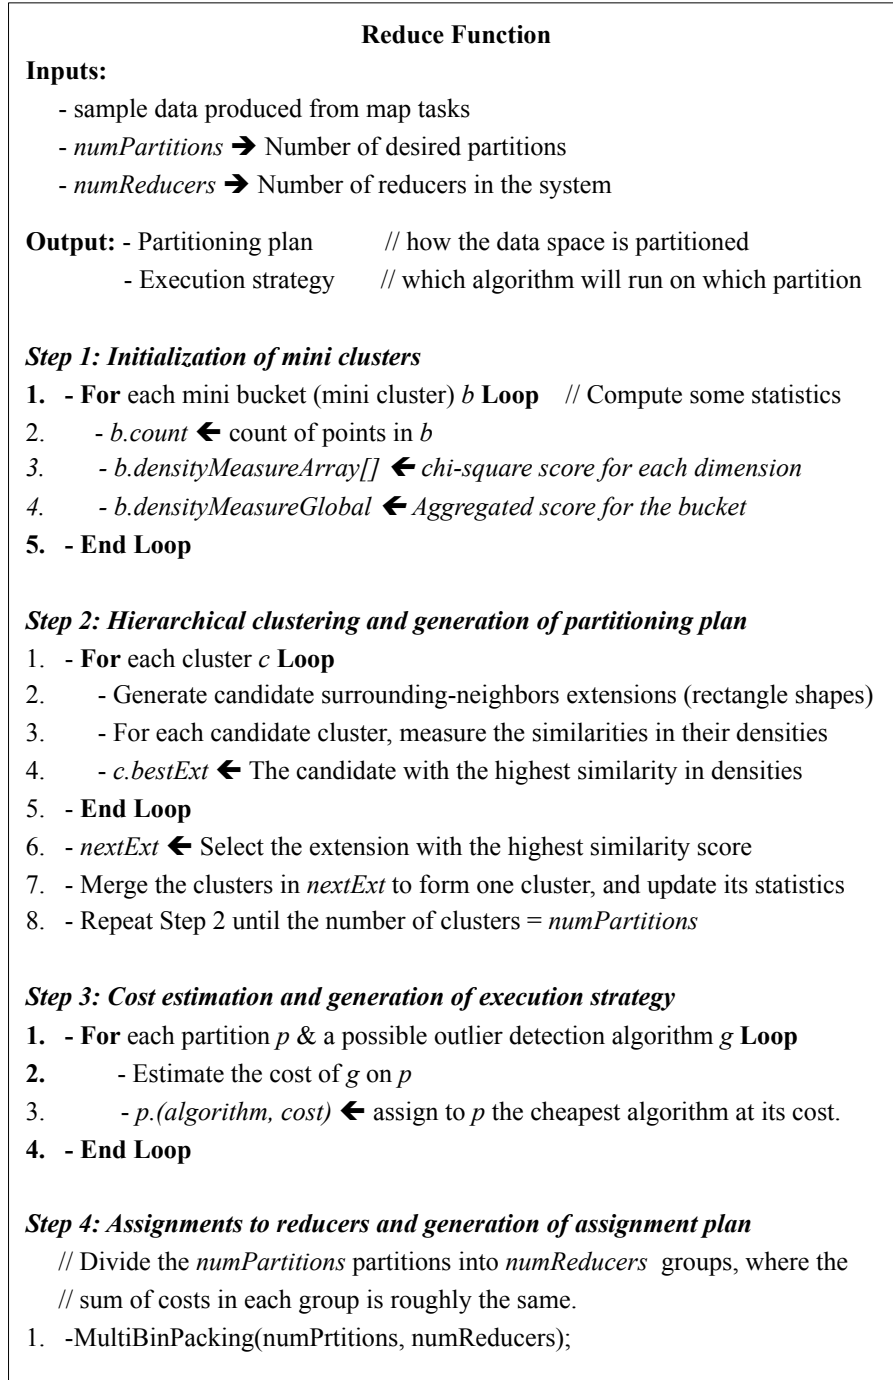 Reduce Function
Inputs:
- sample data produced from map tasks
- numPartitions ➔ Number of desired partitions
- numReducers ➔ Number of reducers in the system
Output: - Partitioning plan // how the data space is partitioned
- Execution strategy // which algorithm will run on which partition
Step 1: Initialization of mini clusters
1. - For each mini bucket (mini cluster) b Loop // Compute some statistics
2. - b.count 🡸 count of points in b
3. - b.densityMeasureArray[] 🡸 chi-square score for each dimension
4. - b.densityMeasureGlobal 🡸 Aggregated score for the bucket
5. - End Loop
Step 2: Hierarchical clustering and generation of partitioning plan
1. - For each cluster c Loop
2. - Generate candidate surrounding-neighbors extensions (rectangle shapes)
3. - For each candidate cluster, measure the similarities in their densities
4. - c.bestExt 🡸 The candidate with the highest similarity in densities
5. - End Loop
6. - nextExt 🡸 Select the extension with the highest similarity score
7. - Merge the clusters in nextExt to form one cluster, and update its statistics
8. - Repeat Step 2 until the number of clusters = numPartitions
Step 3: Cost estimation and generation of execution strategy
1. - For each partition p & a possible outlier detection algorithm g Loop
2. - Estimate the cost of g on p
3. - p.(algorithm, cost) 🡸 assign to p the cheapest algorithm at its cost.
4. - End Loop
Step 4: Assignments to reducers and generation of assignment plan
// Divide the numPartitions partitions into numReducers groups, where the
// sum of costs in each group is roughly the same.
1. -MultiBinPacking(numPrtitions, numReducers);